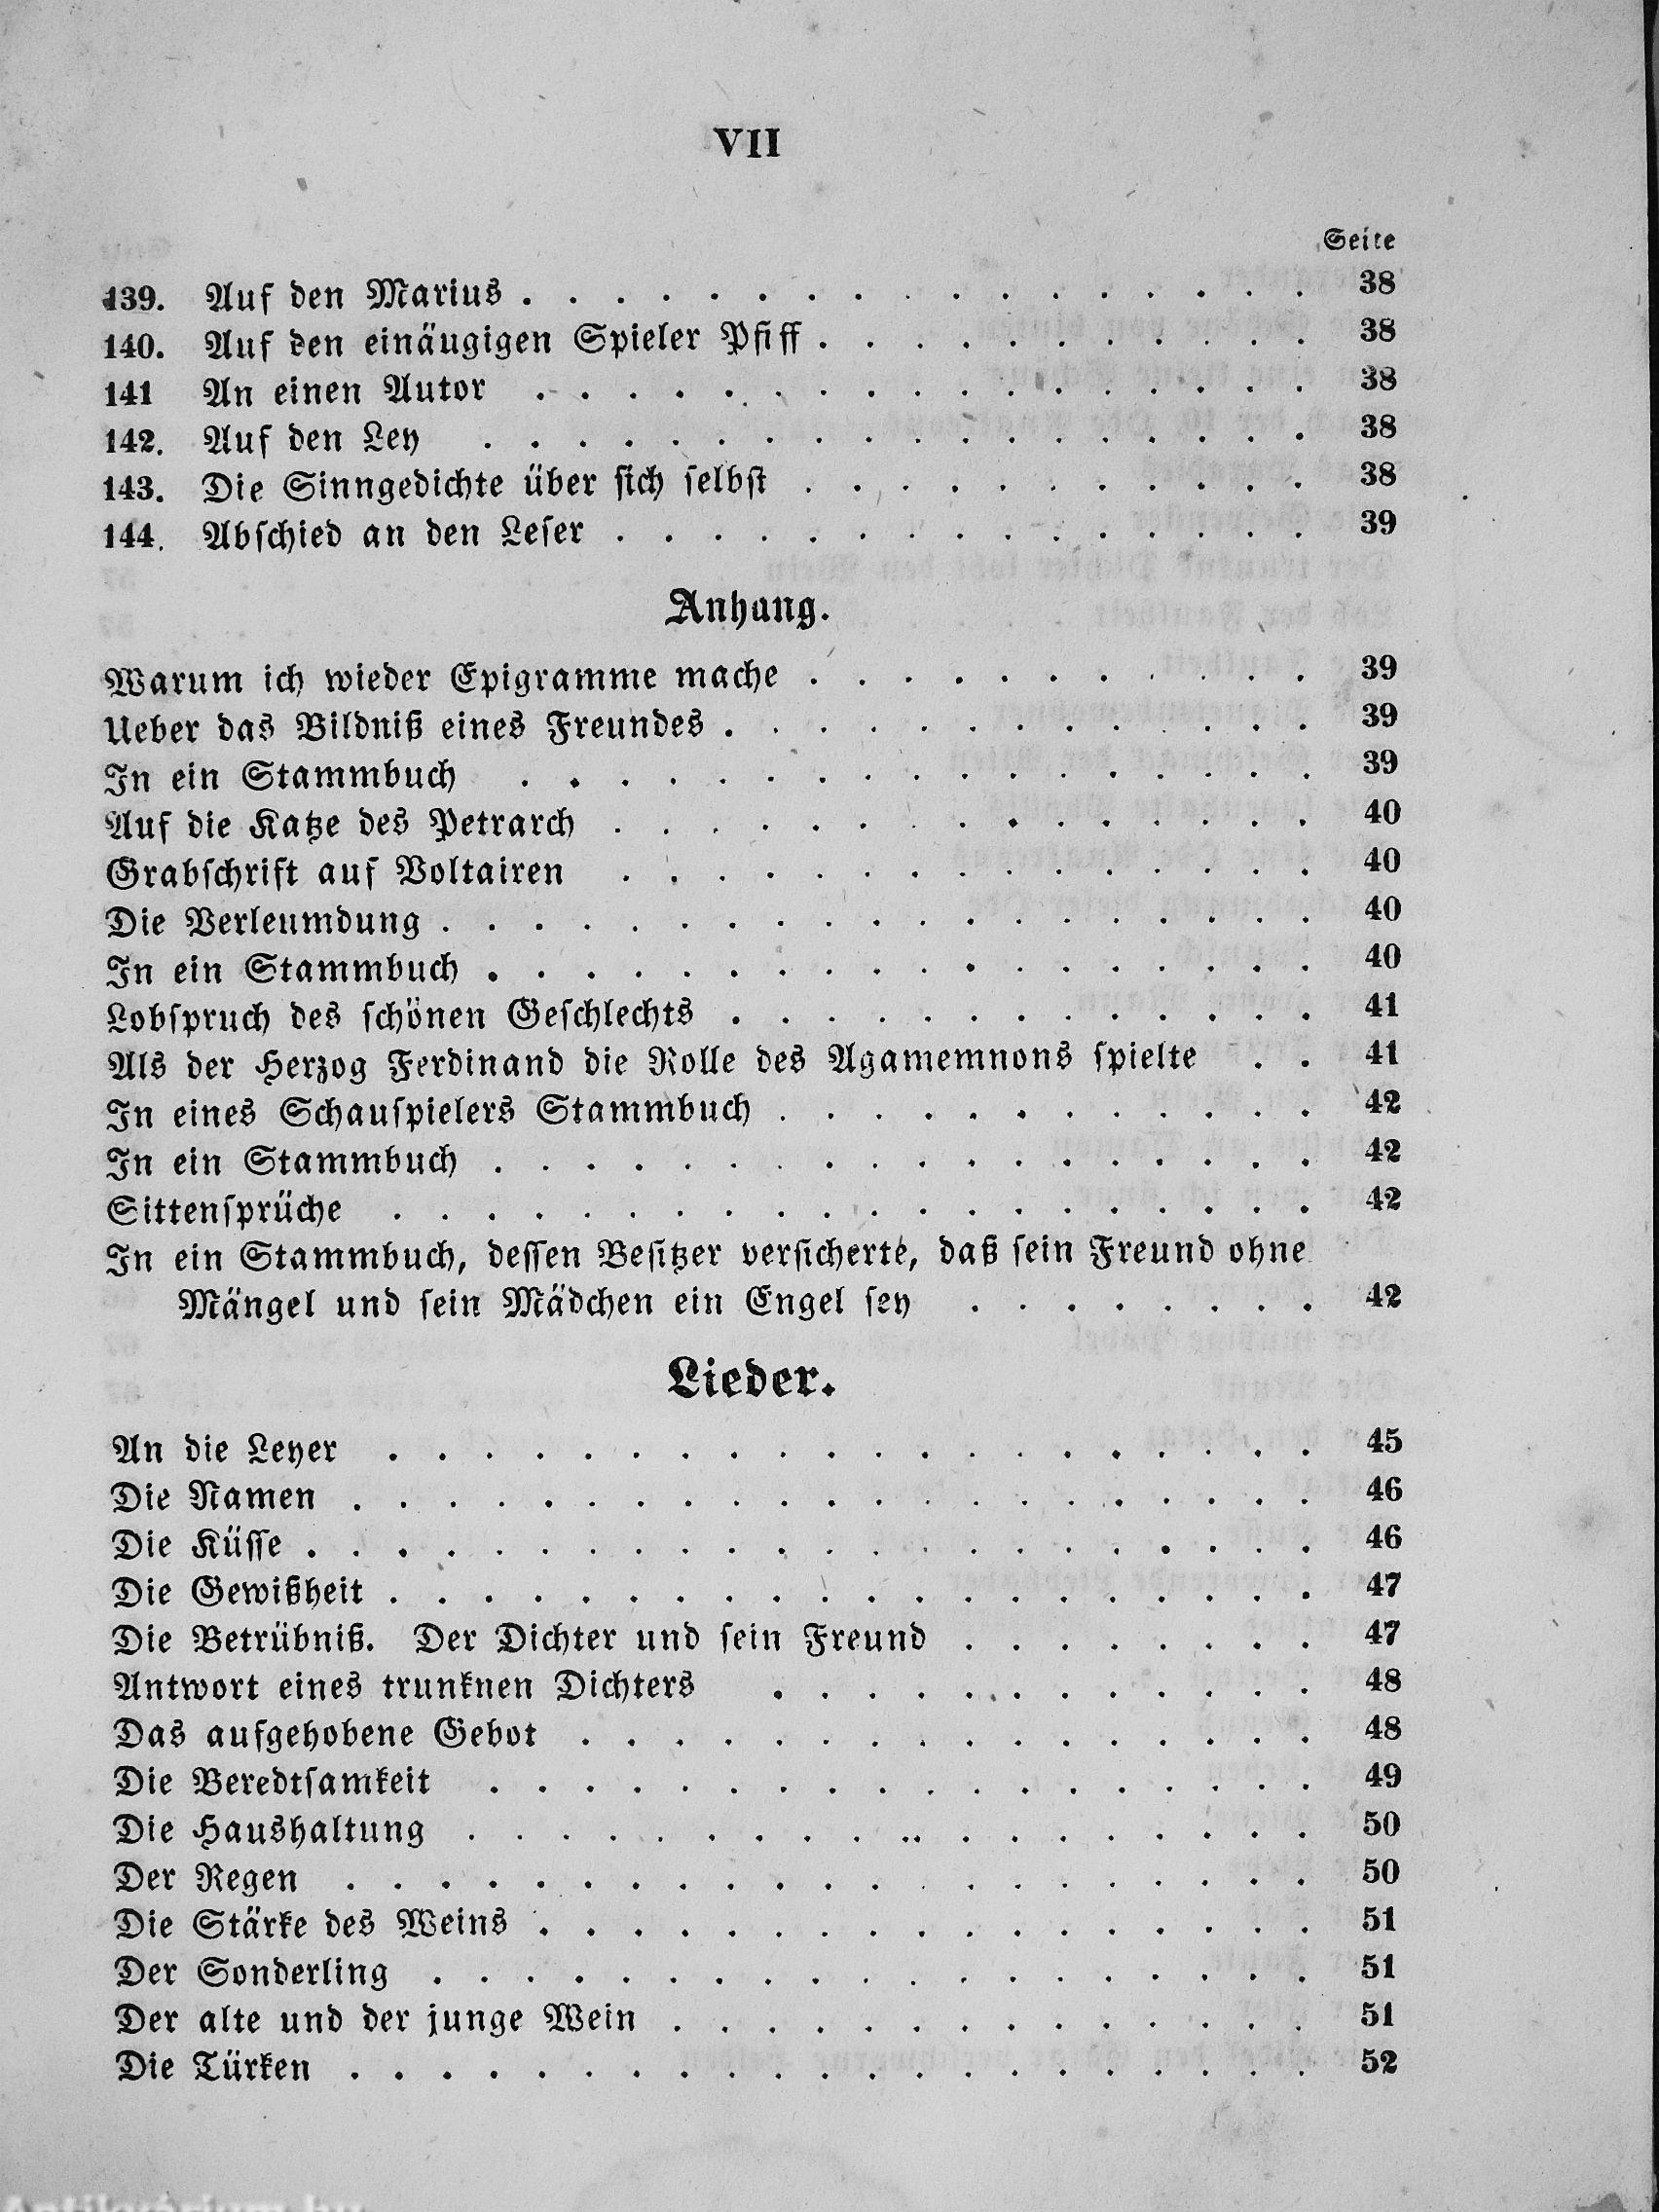 VII
Seite
139. Auf den Marius . . . . . . . . . . . . . . . . . 38
140. Auf den einäugigen Spieler Pfiff . . . . . . . . . . . 38
141 An einen Autor . . . . . . . . . . . . . . . . . 38
142. Auf den Ley . . . . . . . . . . . . . . . . . . 38
143. Die Sinngedichte über sich selbst . . . . . . . . . . . 38
144. Abschied an den Leser . . . . . . . . . . . . . . . 39
Anhang.
Warum ich wieder Epigramme mache . . . . . . . . . . . 39
Ueber das Bildniß eines Freundes . . . . . . . . . . . . . 39
In ein Stammbuch . . . . . . . . . . . . . . . . . 39
Auf die Katze des Petrarch . . . . . . . . . . . . . . . 40
Grabschrift auf Voltairen . . . . . . . . . . . . . . . 40
Die Verleumdung . . . . . . . . . . . . . . . . . . . 40
In ein Stammbuch . . . . . . . . . . . . . . . . . . 40
Lobspruch des schönen Geschlechts . . . . . . . . . . . . . 41
Als der Herzog Ferdinand die Rolle des Agamemnons spielte . . 41
In eines Schauspielers Stammbuch . . . . . . . . . . . . 42
In ein Stammbuch . . . . . . . . . . . . . . . . . . 42
Sittensprüche . . . . . . . . . . . . . . . . . . . . 42
In ein Stammbuch, dessen Besitzer versicherte, daß sein Freund ohne
Mängel und sein Mädchen ein Engel sey . . . . . . . . 42
Lieder.
An die Leyer . . . . . . . . . . . . . . . . . . . . 45
Die Namen . . . . . . . . . . . . . . . . . . . . . 46
Die Küsse . . . . . . . . . . . . . . . . . . . . . . 46
Die Gewißheit . . . . . . . . . . . . . . . . . . . . 47
Die Betrübniß. Der Dichter und sein Freund . . . . . . . . 47
Antwort eines trunknen Dichters . . . . . . . . . . . . 48
Das aufgehobene Gebot . . . . . . . . . . . . . . . . 48
Die Beredtsamkeit . . . . . . . . . . . . . . . . . . 49
Die Haushaltung . . . . . . . . . . . . . . . . . . 50
Der Regen . . . . . . . . . . . . . . . . . . . . . 50
Die Stärke des Weins . . . . . . . . . . . . . . . . . 51
Der Sonderling . . . . . . . . . . . . . . . . . . . 51
Der alte und der junge Wein . . . . . . . . . . . . . . 51
Die Türken . . . . . . . . . . . . . . . . . . . . . 52